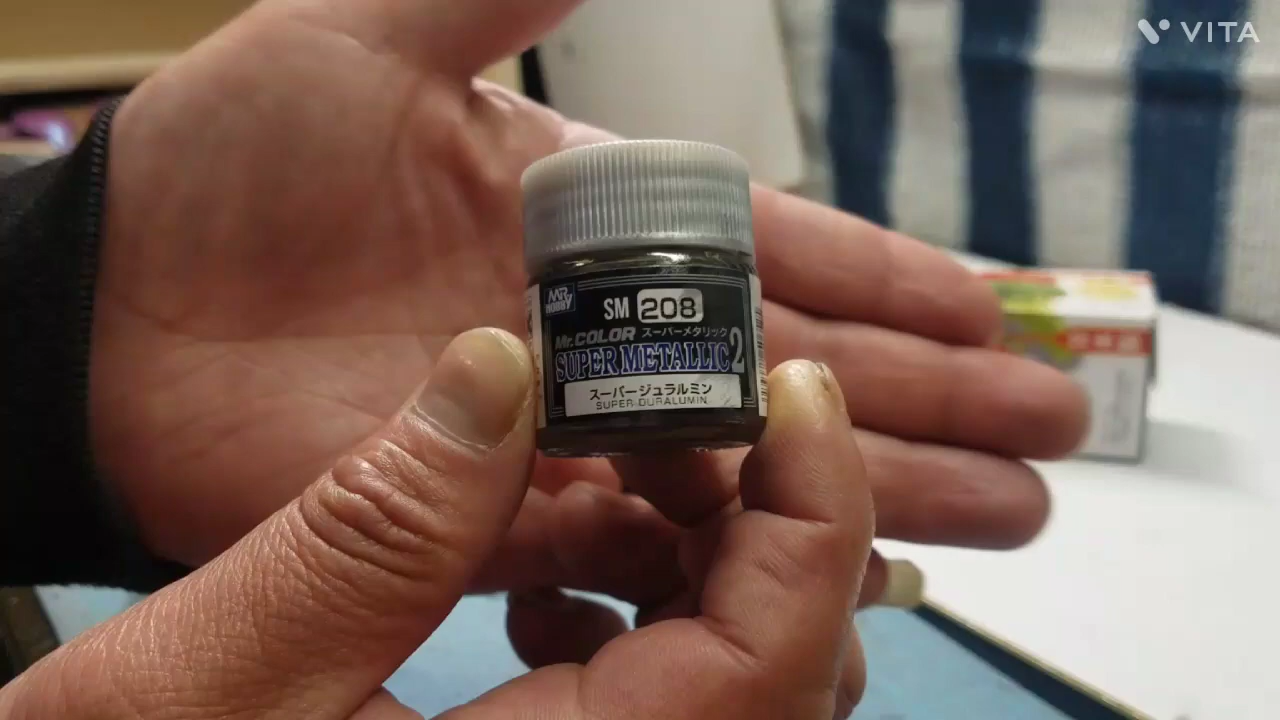 VITA
MR HOBBY
SM 208
Mr.COLOR スーパーメタリック
SUPER METALLIC 2
スーパージュラルミン
SUPER DURALUMIN